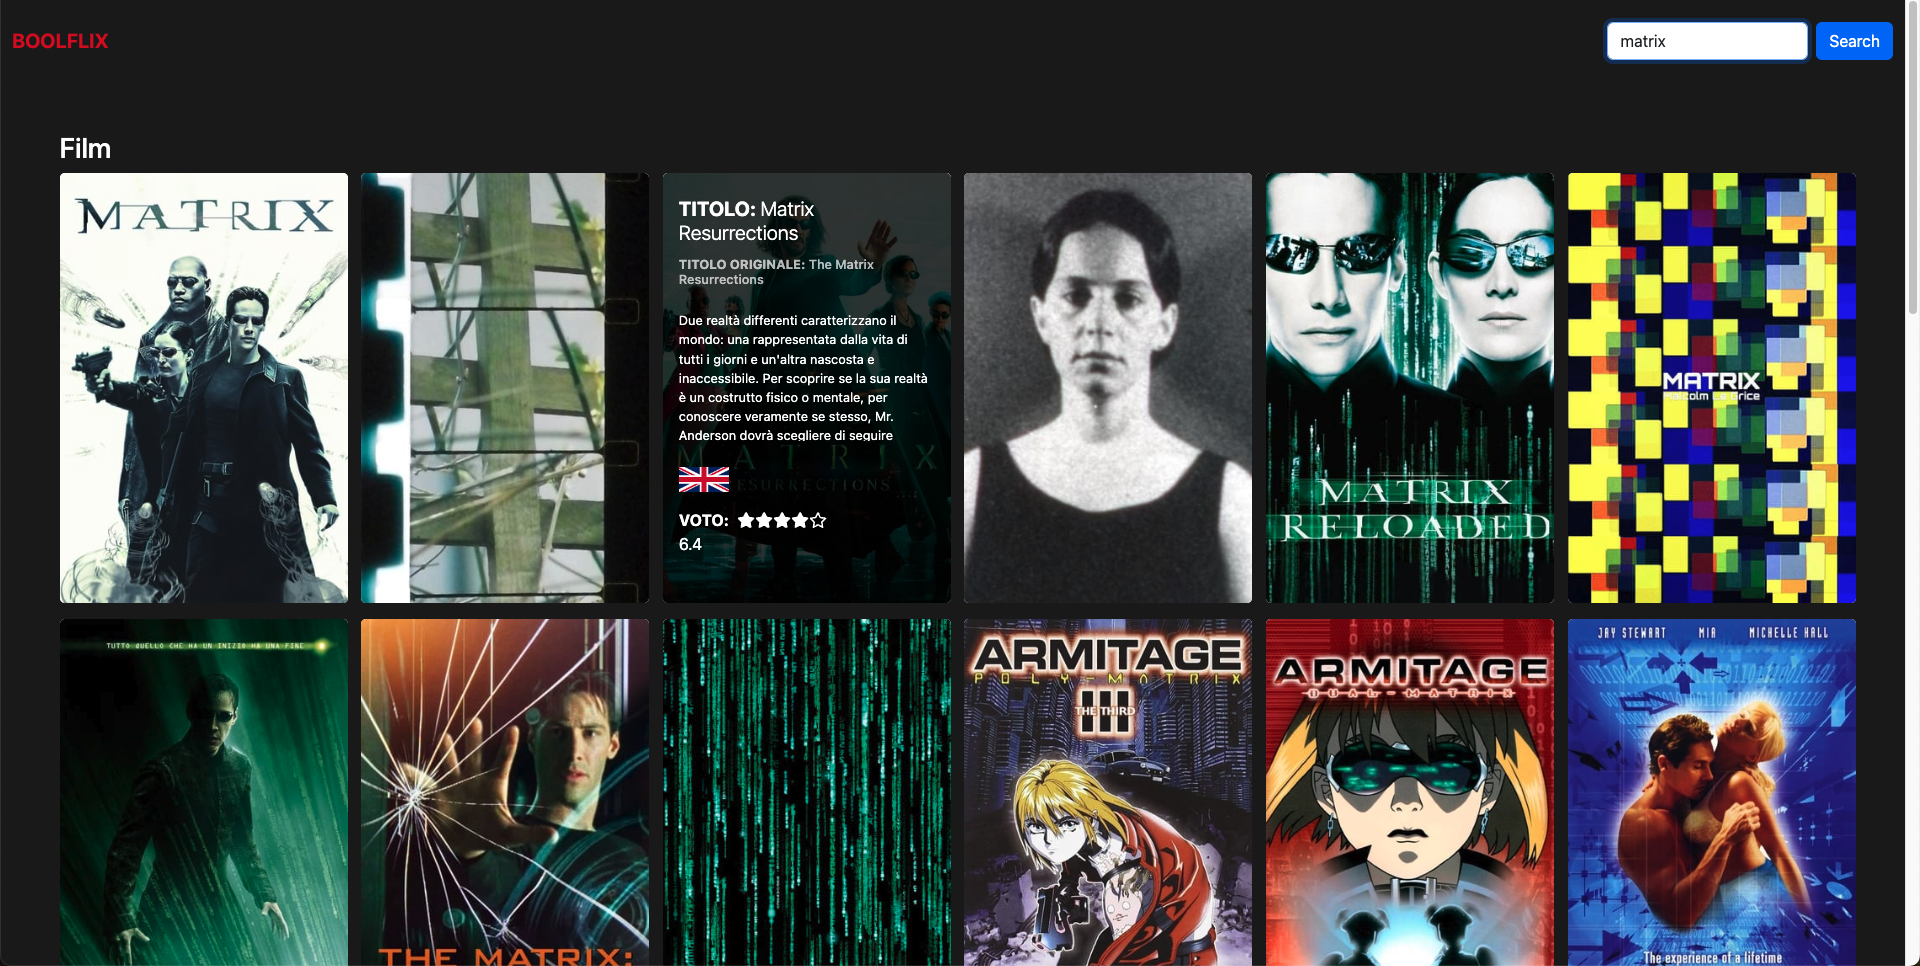 BOOLFLIX
matrix
Search
Film
MATRIX
TITOLO: Matrix
Resurrections
TITOLO ORIGINALE: The Matrix
Resurrections
Due realtà differenti caratterizzano il
mondo: una rappresentata dalla vita di
tutti i giorni e un'altra nascosta e
inaccessibile. Per scoprire se la sua realtà
è un costrutto fisico o mentale, per
conoscere veramente se stesso, Mr.
Anderson dovrà scegliere di seguire
MATRIX
RESURRECTIONS
VOTO:
6.4
MATRIX
RELOADED
MATRIX
Malcolm Le Grice
TUTTO QUELLO CHE HA UN INIZIO HA UNA FINE
THE MATRIX:
ARMITAGE
POLY-MATRIX
THE THIRD
III
ARMITAGE
DUAL-MATRIX
JAY STEWART MIA MICHELLE HALL
The experience of a lifetime